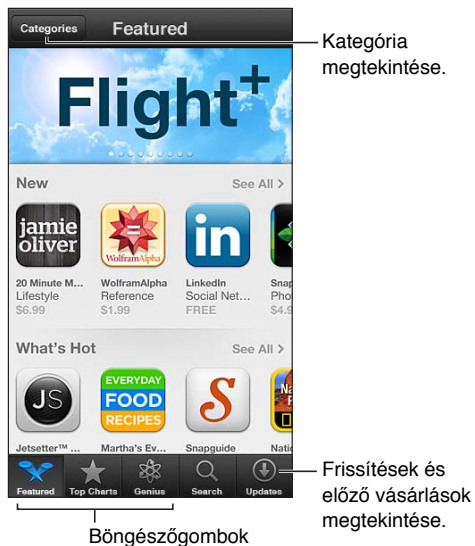 Categories
Featured
Kategória
megtekintése.
Flight+
New
See All >
jamie
oliver
WolframAlpha
in
20 Minute M...
Lifestyle
$6.99
WolframAlpha
Reference
$1.99
LinkedIn
Social Net...
FREE
Snap
Pho
$4.9
What's Hot
See All >
JS
EVERYDAY
FOOD
RECIPES
S
Jetsetter™ ...
Martha's Ev...
Snapguide
Natio
Featured
Top Charts
Genius
Search
Updates
Frissítések és
előző vásárlások
megtekintése.
Böngészőgombok